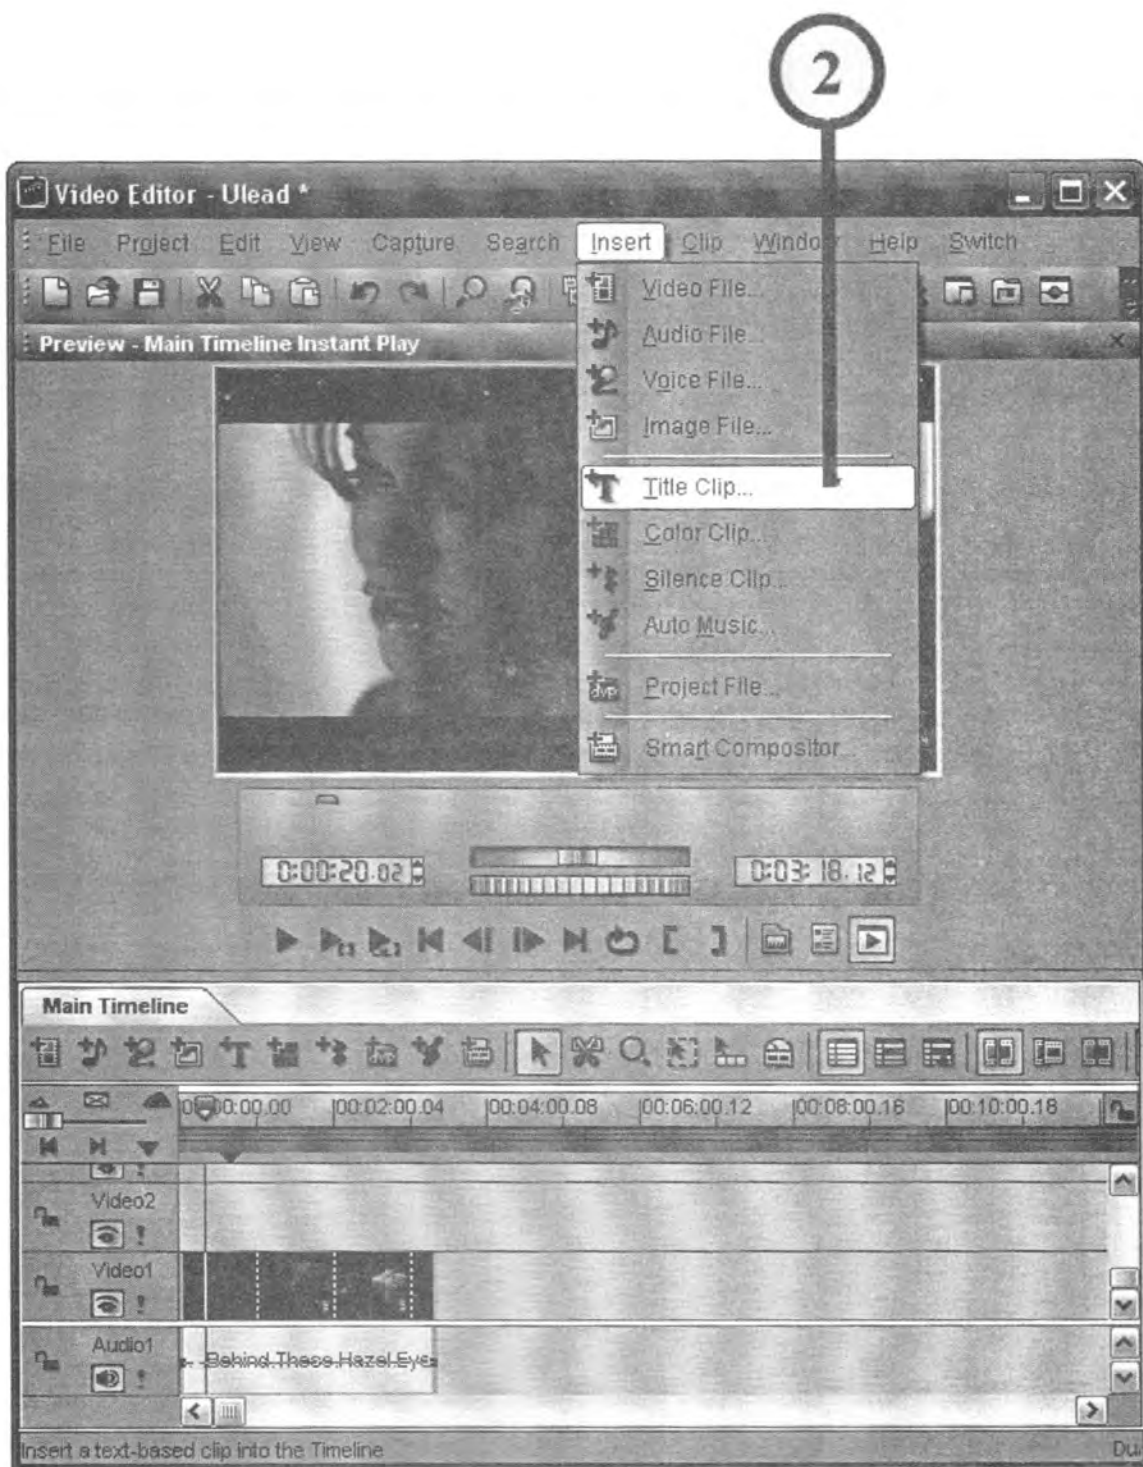 2
Video Editor - Ulead *
File Project Edit View Capture Search Insert Clip Window Help Switch
Video File...
Audio File...
Voice File...
Image File...
Title Clip...
Color Clip...
Silence Clip...
Auto Music...
Project File...
Smart Compositor...
Preview - Main Timeline Instant Play
0:00:20.02 0:03:18.12
Main Timeline
00:00.00 00:02:00.04 00:04:00.08 00:06:00.12 00:08:00.16 00:10:00.18
Video2
Video1
Audio1
Behind.These.Hazel.Eye
Insert a text-based clip into the Timeline